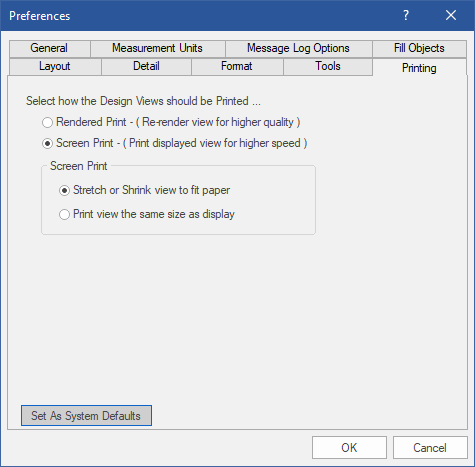 Preferences
?
General Measurement Units Message Log Options Fill Objects
Layout Detail Format Tools Printing
Select how the Design Views should be Printed ...
Rendered Print - ( Re-render view for higher quality )
Screen Print - ( Print displayed view for higher speed )
Screen Print
Stretch or Shrink view to fit paper
Print view the same size as display
Set As System Defaults
OK Cancel